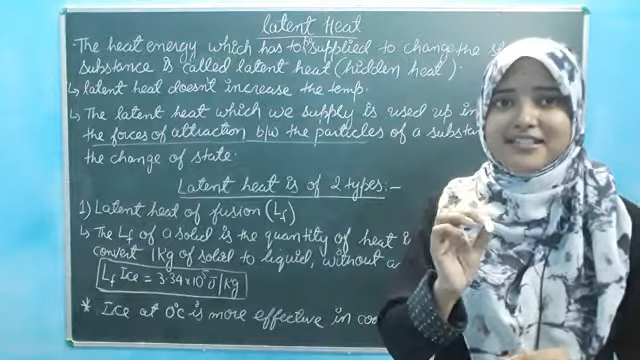 Latent Heat
The heat energy which has to be supplied to change the
substance is called latent heat (hidden heat).
↳ latent heat doesn't increase the temp.
↳ The latent heat which we supply is used up in
the forces of attraction b/w the particles of a substan
the change of state.
Latent heat is of 2 types:-
1) Latent heat of fusion (Lf)
↳ The Lf of a solid is the quantity of heat
convert 1kg of solid to liquid, without
Lf Ice = 3.34×10⁵ J/kg
* Ice at 0°C is more effective in coo